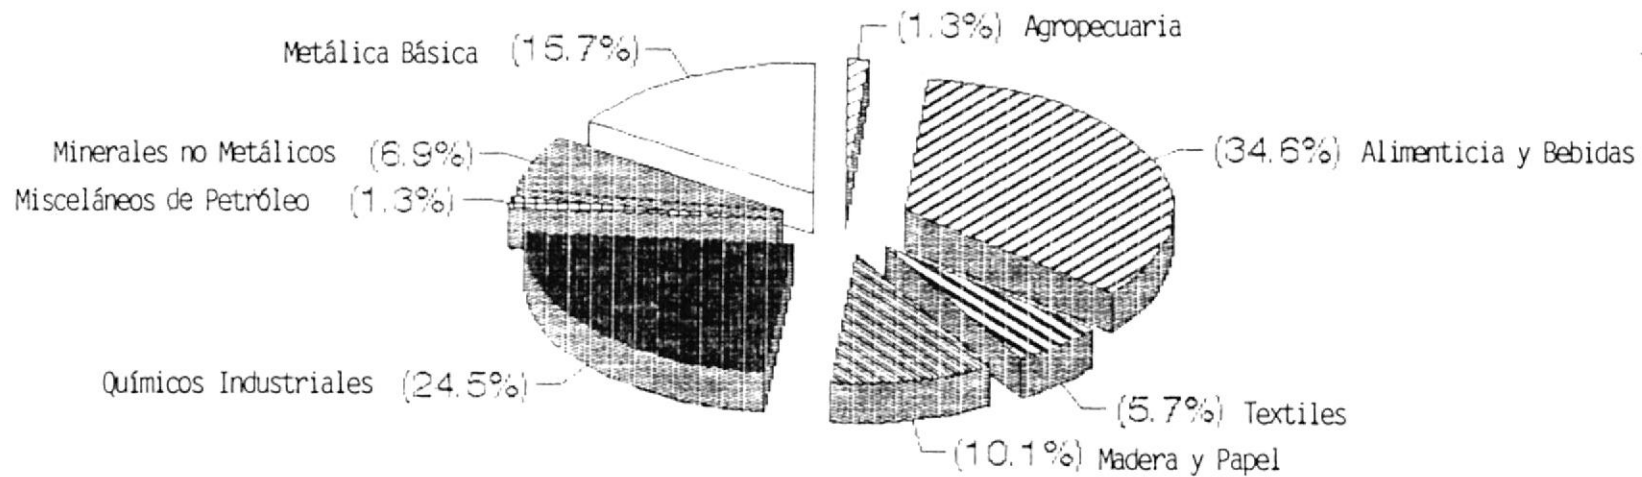 (1.3%) Agropecuaria
Metálica Básica (15.7%)
(34.6%) Alimenticia y Bebidas
Minerales no Metálicos (6.9%)
Misceláneos de Petróleo (1.3%)
Químicos Industriales (24.5%)
(5.7%) Textiles
(10.1%) Madera y Papel